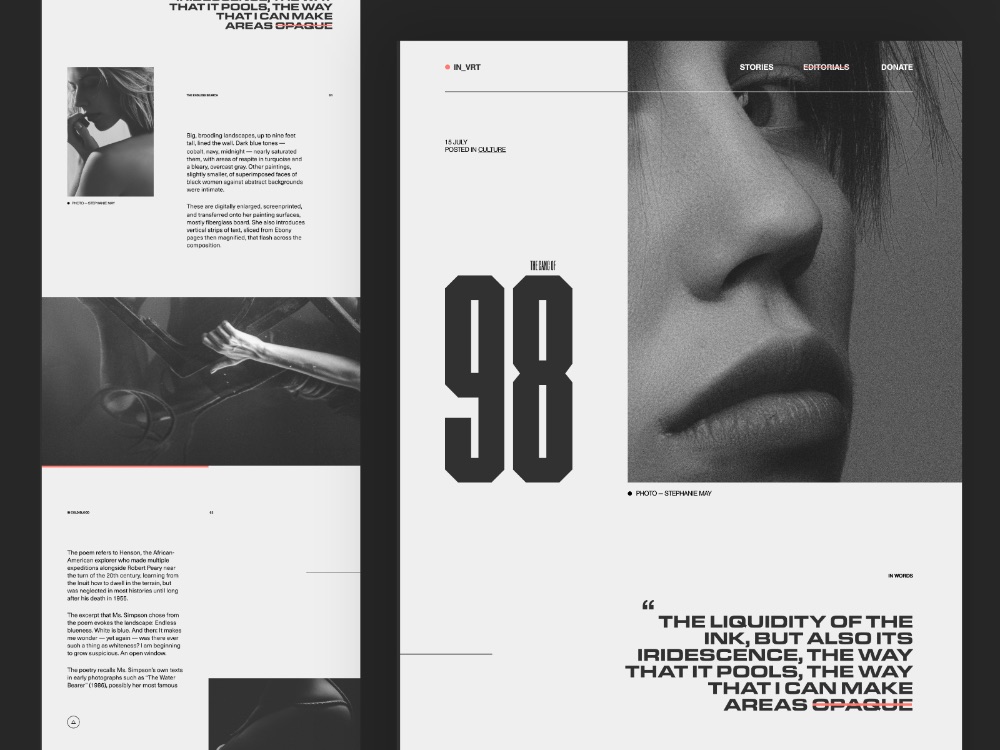 IRIDESCENCE, THE WAY
THAT IT POOLS, THE WAY
THAT I CAN MAKE
AREAS OPAQUE
Big, brooding landscapes, up to nine feet
tall, lined the wall. Dark blue tones —
cobalt, navy, midnight — nearly saturated
them, with areas of respite in turquoise and
a bleary, overcast gray. Other paintings,
slightly smaller, of superimposed faces of
black women against abstract backgrounds
were intimate.
These are digitally enlarged, screenprinted,
and transferred onto her painting surfaces,
mostly fiberglass board. She also introduces
vertical strips of text, sliced from Ebony
pages then magnified, that flash across the
composition.
PHOTO — STEPHANIE MAY
The poem refers to Henson, the African-
American explorer who made multiple
expeditions alongside Robert Peary near
the turn of the 20th century, learning from
the Inuit how to dwell in the terrain, but
was neglected in most histories until long
after his death in 1955.
The excerpt that Ms. Simpson chose from
the poem evokes the landscape: Endless
blueness. White is blue. And then: It makes
me wonder — yet again — was there ever
such a thing as whiteness? I am beginning
to grow suspicious. An open window.
The poetry recalls Ms. Simpson's own texts
in early photographs such as "The Water
Bearer" (1986), possibly her most famous
IN_VRT
STORIES
EDITORIALS
DONATE
15 JULY
POSTED IN CULTURE
98
PHOTO — STEPHANIE MAY
IN WORDS
“
THE LIQUIDITY OF THE
INK, BUT ALSO ITS
IRIDESCENCE, THE WAY
THAT IT POOLS, THE WAY
THAT I CAN MAKE
AREAS OPAQUE